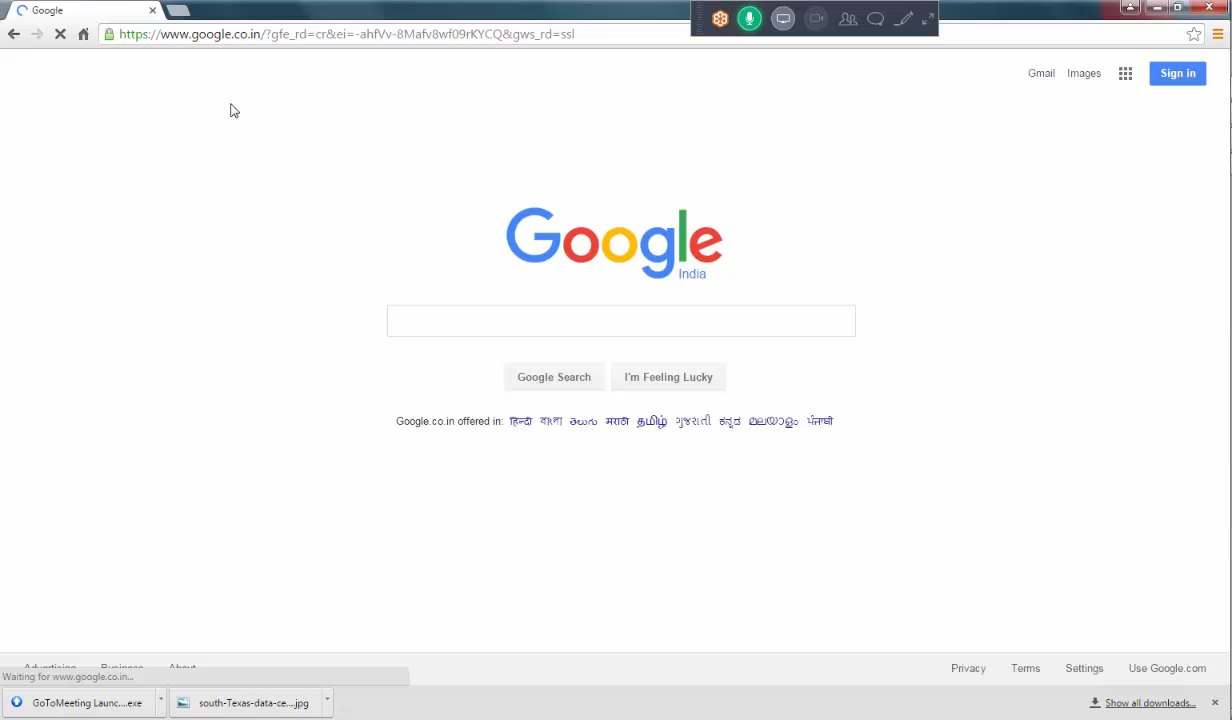 Google
https://www.google.co.in/?gfe_rd=cr&ei=-ahfVv-8Mafv8wf09rKYCQ&gws_rd=ssl
Gmail Images Sign in
Google
India
Google Search I'm Feeling Lucky
Google.co.in offered in: हिन्दी বাংলা తెలుగు मराठी தமிழ் ગુજરાતી ಕನ್ನಡ മലയാളം ਪੰਜਾਬੀ
Advertising Business About Privacy Terms Settings Use Google.com
Waiting for www.google.co.in...
GoToMeeting Launc....exe south-Texas-data-ce....jpg Show all downloads...